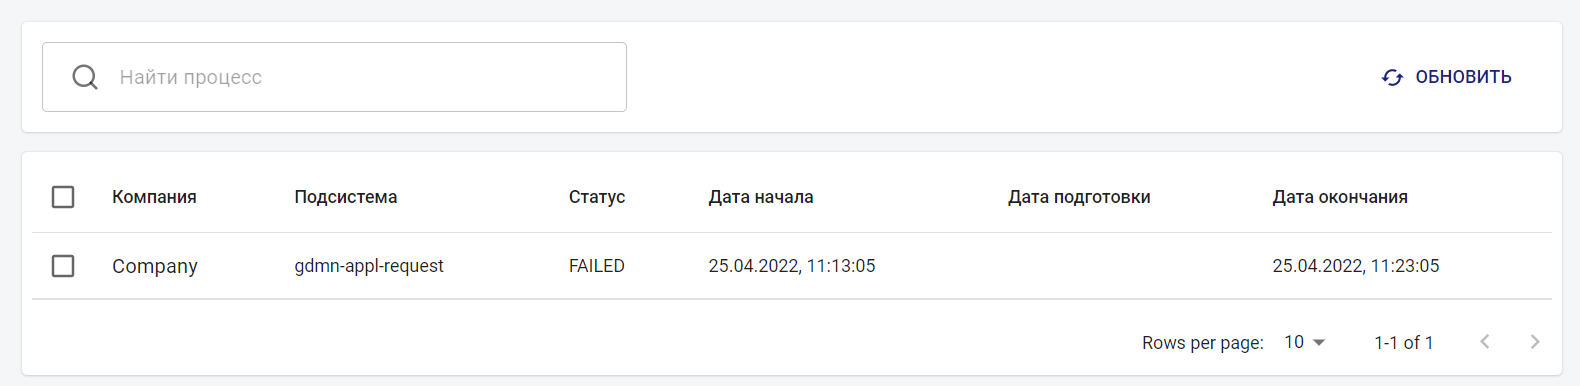 Найти процесс
ОБНОВИТЬ
Компания Подсистема Статус Дата начала Дата подготовки Дата окончания
Company gdmn-appl-request FAILED 25.04.2022, 11:13:05 25.04.2022, 11:23:05
Rows per page: 10 1-1 of 1